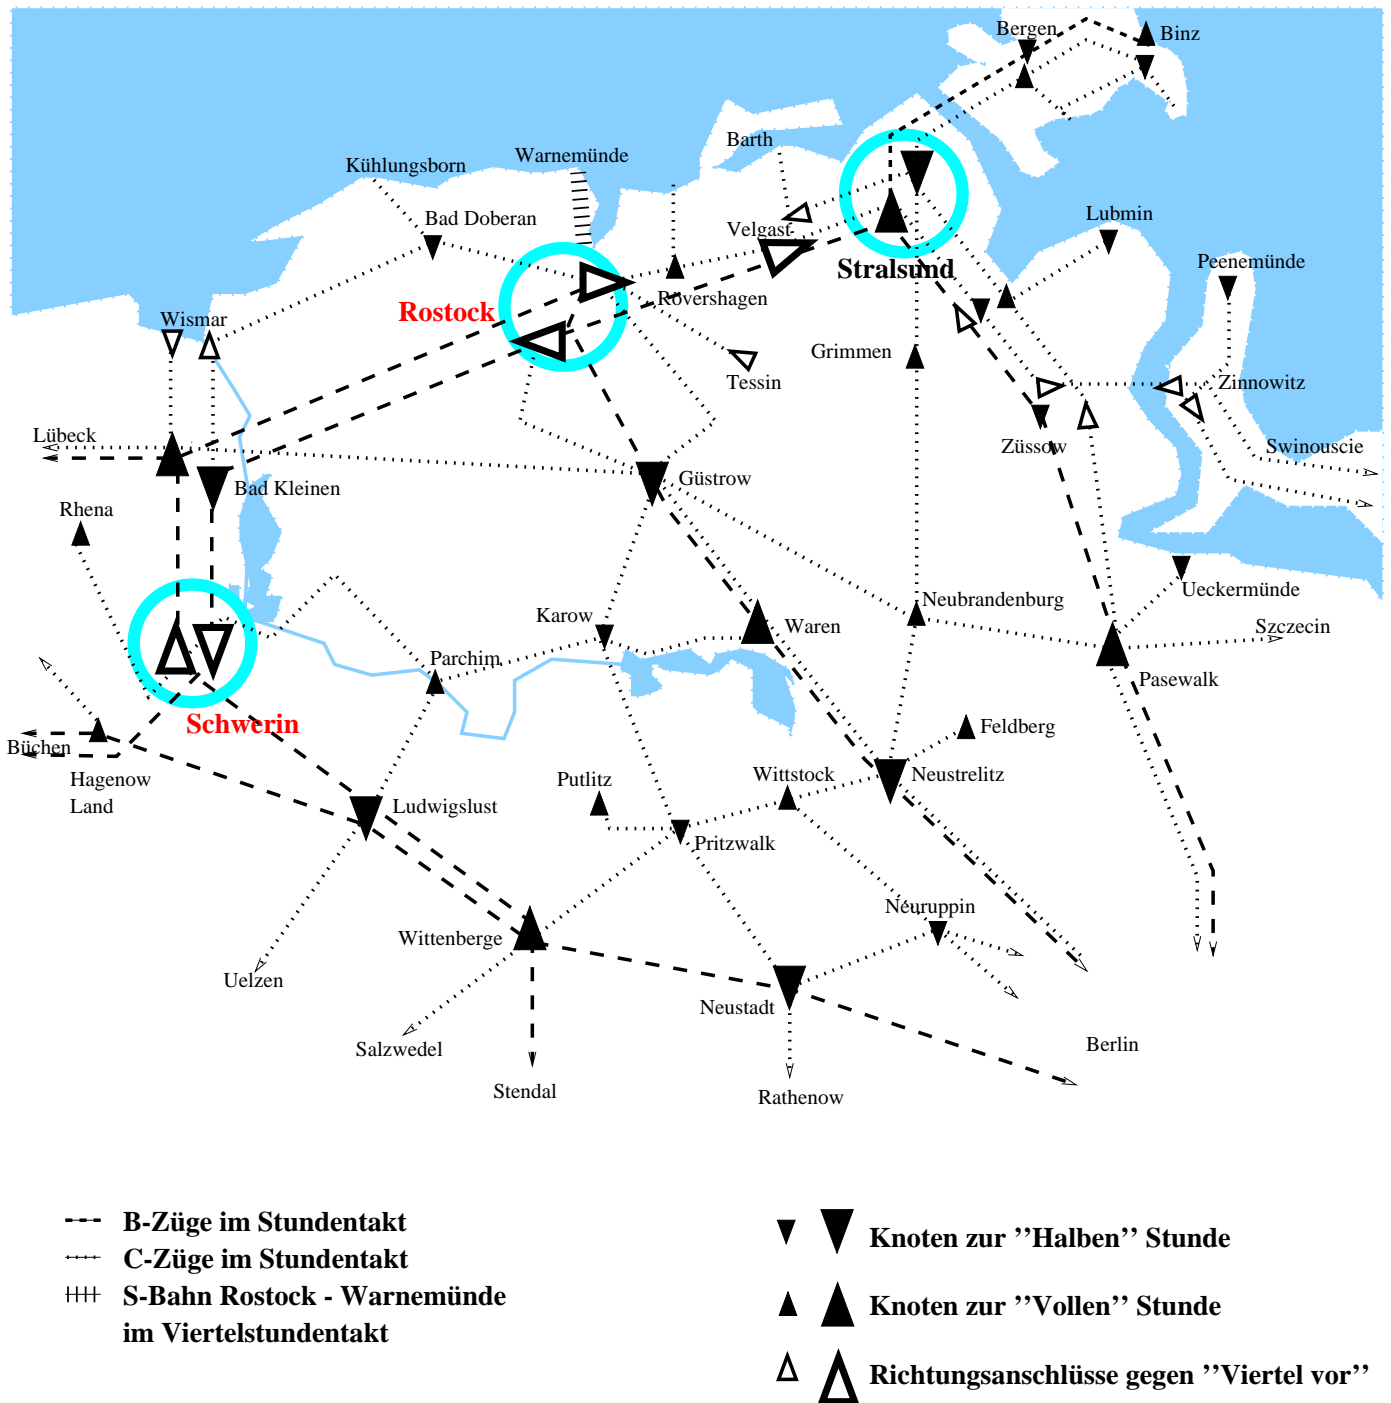 Bergen
Binz
Barth
Warnemünde
Kühlungsborn
Bad Doberan
Velgast
Lubmin
Stralsund
Peenemünde
Rövershagen
Rostock
Wismar
Grimmen
Tessin
Zinnowitz
Lübeck
Züssow
Swinouscie
Güstrow
Bad Kleinen
Rhena
Ueckermünde
Neubrandenburg
Karow
Waren
Szczecin
Parchim
Pasewalk
Schwerin
Feldberg
Büchen
Hagenow
Land
Putlitz
Wittstock
Neustrelitz
Ludwigslust
Pritzwalk
Neuruppin
Wittenberge
Uelzen
Neustadt
Salzwedel
Berlin
Stendal
Rathenow
B-Züge im Stundentakt
C-Züge im Stundentakt
S-Bahn Rostock - Warnemünde
im Viertelstundentakt
Knoten zur ’’Halben’’ Stunde
Knoten zur ’’Vollen’’ Stunde
Richtungsanschlüsse gegen ’’Viertel vor’’